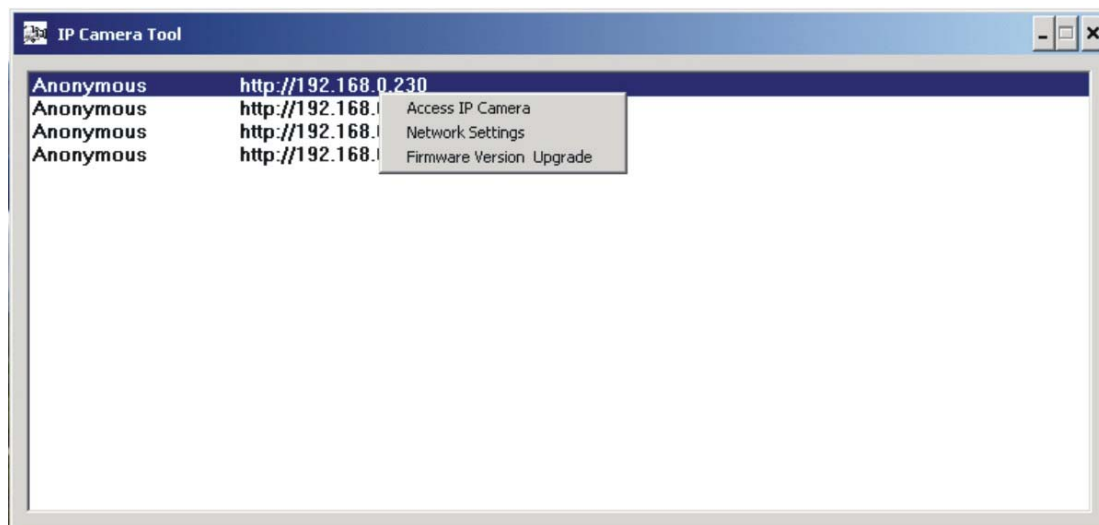 IP Camera Tool
Anonymous http://192.168.0.230
Anonymous http://192.168.
Anonymous http://192.168.
Anonymous http://192.168.
Access IP Camera
Network Settings
Firmware Version Upgrade